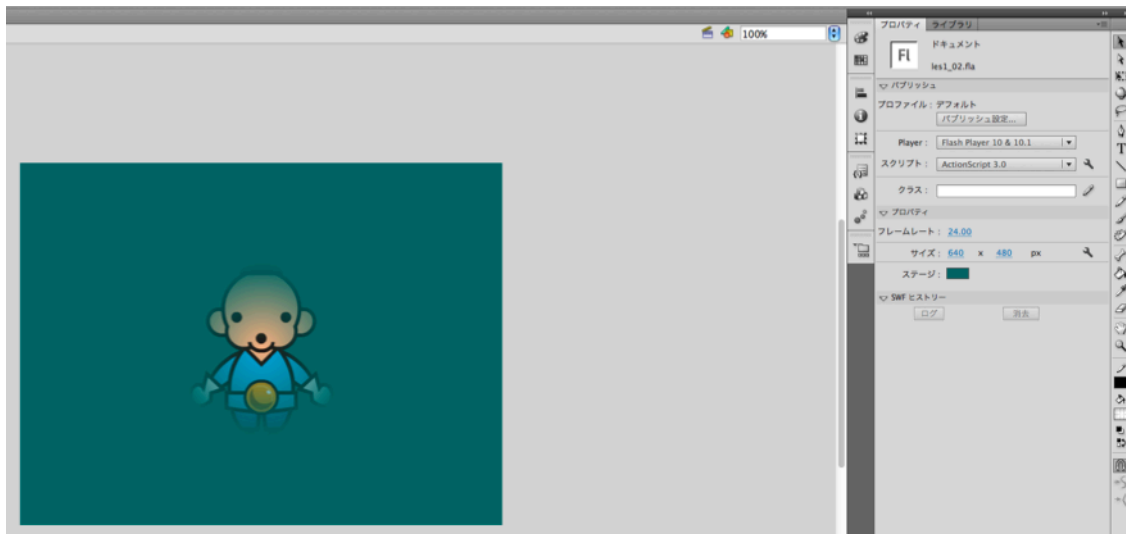 100%
プロパティ ライブラリ
Fl
ドキュメント
les1_02.fla
パブリッシュ
プロファイル : デフォルト
パブリッシュ設定...
Player : Flash Player 10 & 10.1
スクリプト : ActionScript 3.0
クラス :
プロパティ
フレームレート : 24.00
サイズ : 640 x 480 px
ステージ :
SWF ヒストリー
ログ 消去